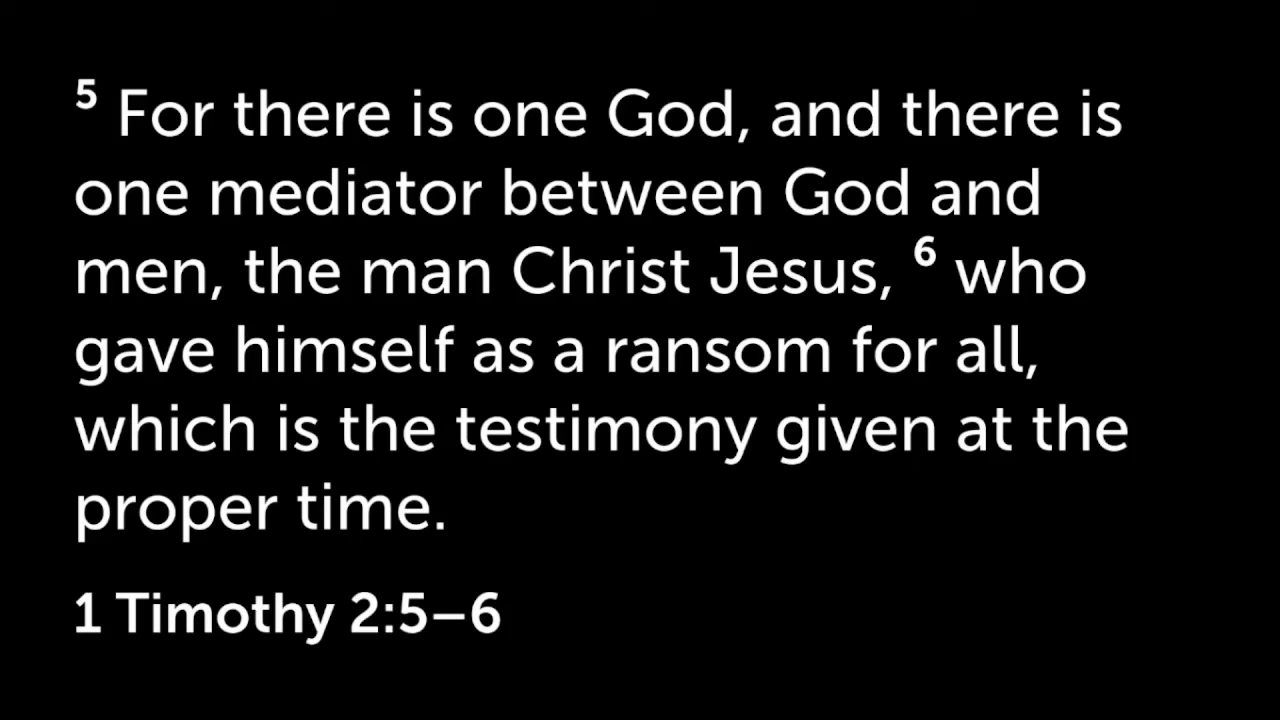 ⁵ For there is one God, and there is
one mediator between God and
men, the man Christ Jesus, ⁶ who
gave himself as a ransom for all,
which is the testimony given at the
proper time.
1 Timothy 2:5–6